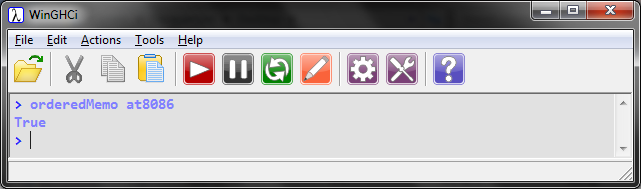 WinGHCi
File Edit Actions Tools Help
> orderedMemo at8086
True
>